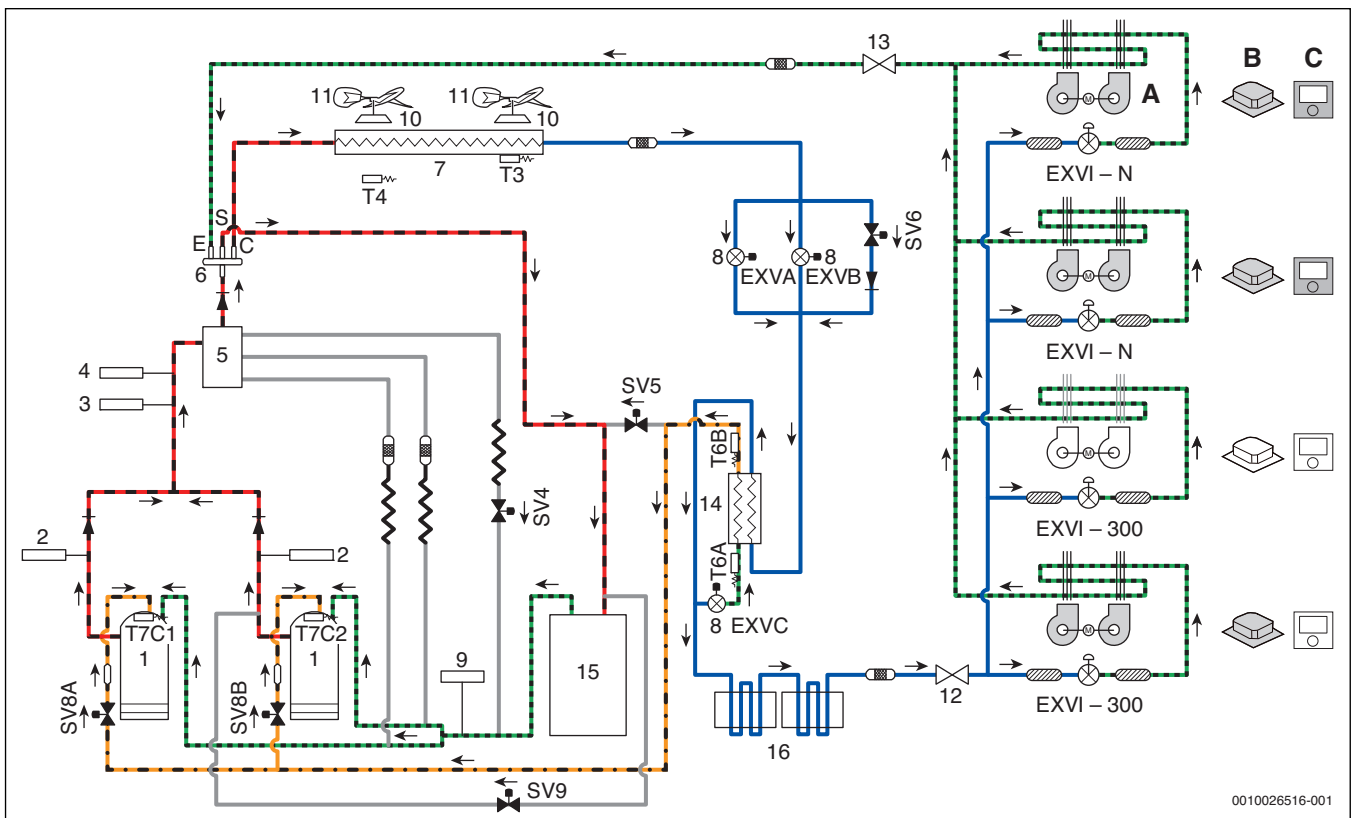 13
B
C
11
10
11
10
A
7
T3
T4
EXVI – N
S
E
C
6
SV6
8
EXVA
8
EXVB
5
EXVI – N
4
3
SV5
T6B
14
SV4
EXVI – 300
2
2
T6A
T7C1
T7C2
8
EXVC
1
1
9
15
SV8A
SV8B
12
EXVI – 300
16
SV9
M
M
M
M
0010026516-001